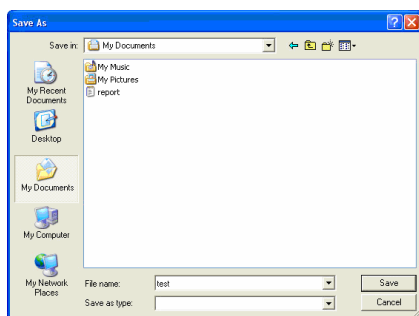 Save As
Save in: My Documents
My Music
My Pictures
report
My Recent
Documents
Desktop
My Documents
My Computer
My Network
Places
File name: test
Save
Save as type:
Cancel